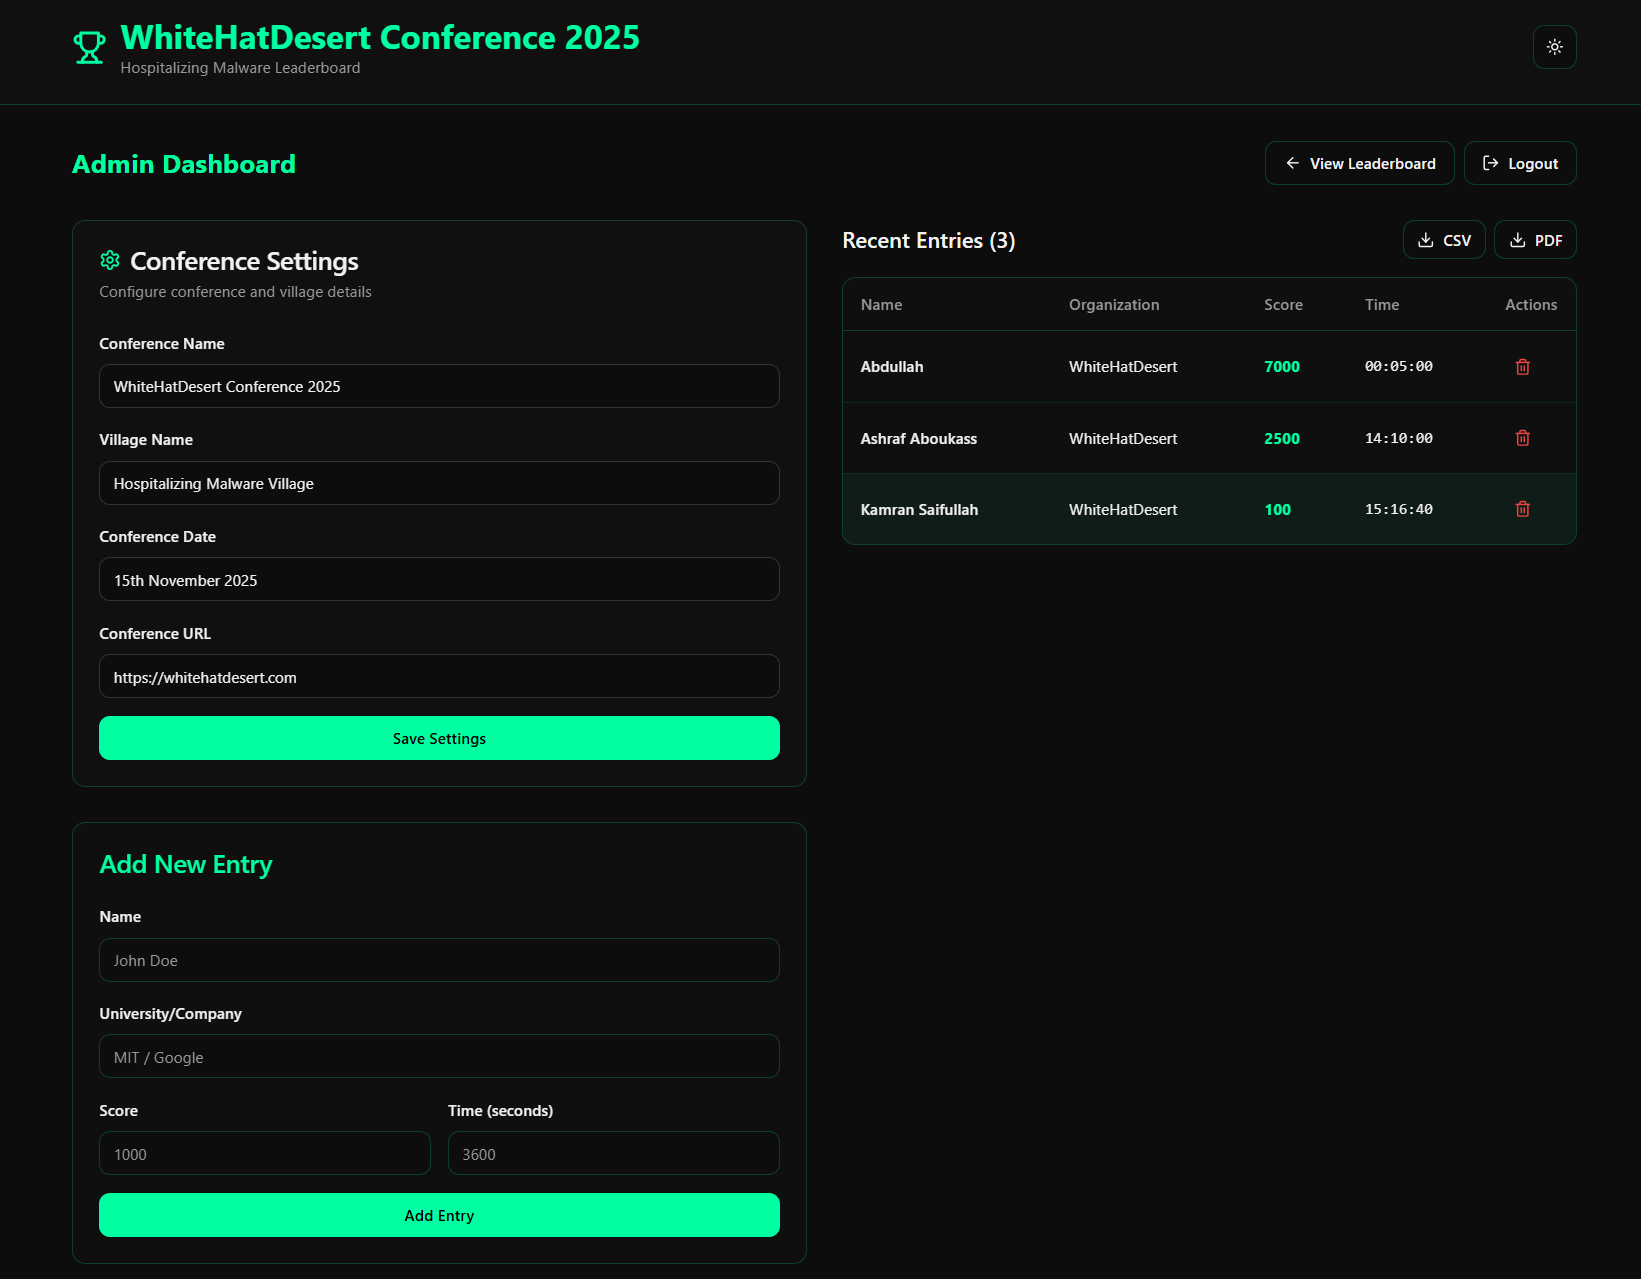 WhiteHatDesert Conference 2025
Hospitalizing Malware Leaderboard
Admin Dashboard
View Leaderboard
Logout
Conference Settings
Configure conference and village details
Conference Name
WhiteHatDesert Conference 2025
Village Name
Hospitalizing Malware Village
Conference Date
15th November 2025
Conference URL
https://whitehatdesert.com
Save Settings
Add New Entry
Name
John Doe
University/Company
MIT / Google
Score Time (seconds)
1000 3600
Add Entry
Recent Entries (3)
CSV
PDF
Name Organization Score Time Actions
Abdullah WhiteHatDesert 7000 00:05:00
Ashraf Aboukass WhiteHatDesert 2500 14:10:00
Kamran Saifullah WhiteHatDesert 100 15:16:40